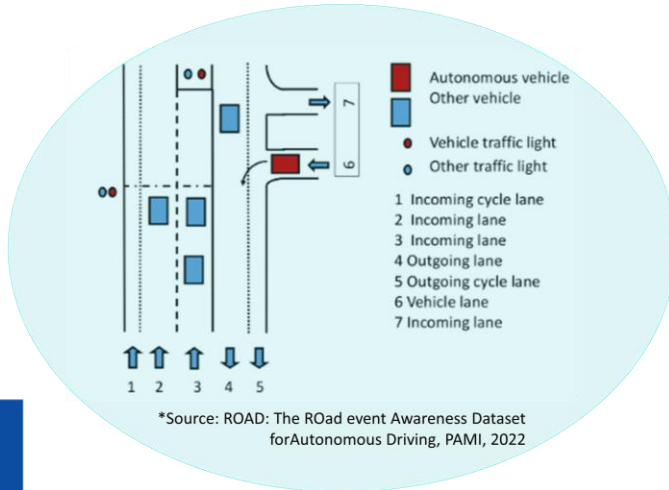 7
6
Autonomous vehicle
Other vehicle
Vehicle traffic light
Other traffic light
1 Incoming cycle lane
2 Incoming lane
3 Incoming lane
4 Outgoing lane
5 Outgoing cycle lane
6 Vehicle lane
7 Incoming lane
1 2 3 4 5
*Source: ROAD: The ROad event Awareness Dataset
forAutonomous Driving, PAMI, 2022